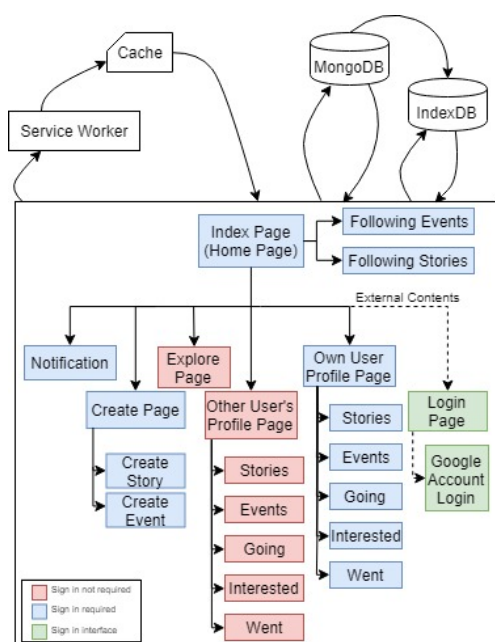 Cache
MongoDB
IndexDB
Service Worker
Index Page
(Home Page)
Following Events
Following Stories
External Contents
Notification
Explore
Page
Own User
Profile Page
Create Page
Other User's
Profile Page
Login
Page
Create
Story
Create
Event
Stories
Events
Going
Interested
Went
Stories
Events
Going
Interested
Went
Google
Account
Login
Sign in not required
Sign in required
Sign in interface